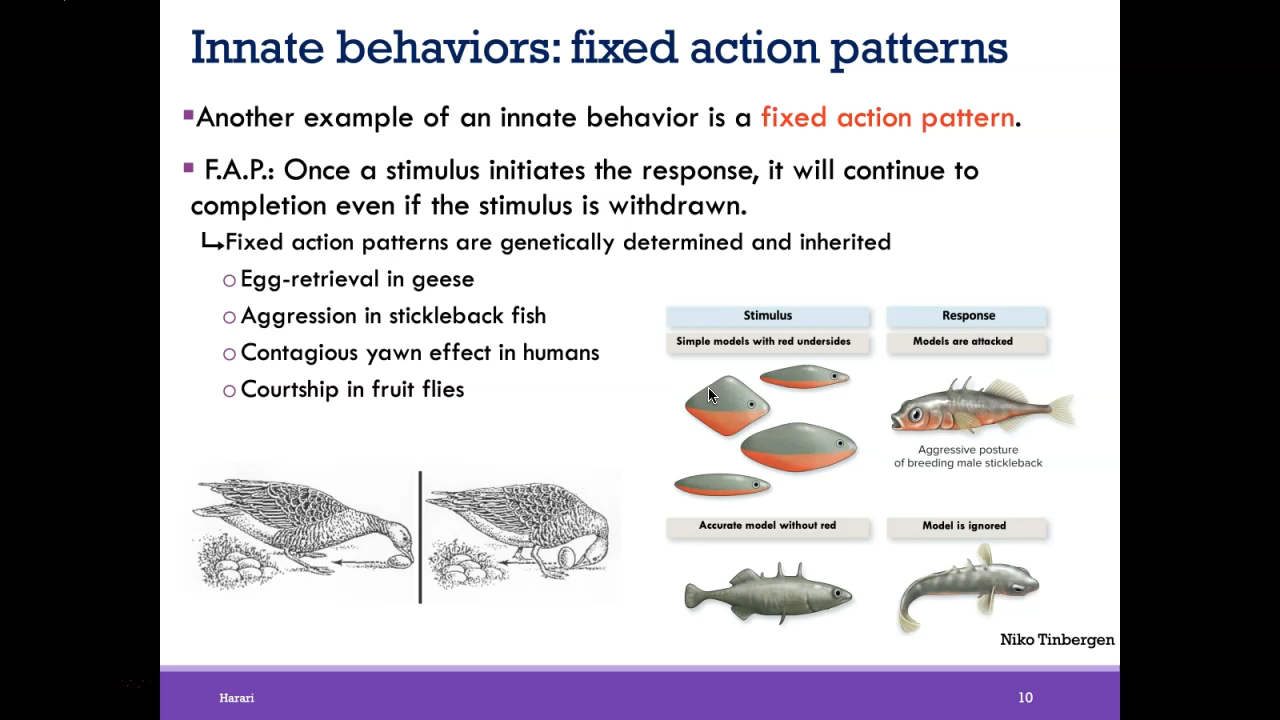 Innate behaviors: fixed action patterns
▪Another example of an innate behavior is a fixed action pattern.
▪ F.A.P.: Once a stimulus initiates the response, it will continue to
completion even if the stimulus is withdrawn.
↳Fixed action patterns are genetically determined and inherited
○Egg-retrieval in geese
○Aggression in stickleback fish
○Contagious yawn effect in humans
○Courtship in fruit flies
Stimulus
Response
Simple models with red undersides
Models are attacked
Aggressive posture
of breeding male stickleback
Accurate model without red
Model is ignored
Niko Tinbergen
Harari
10